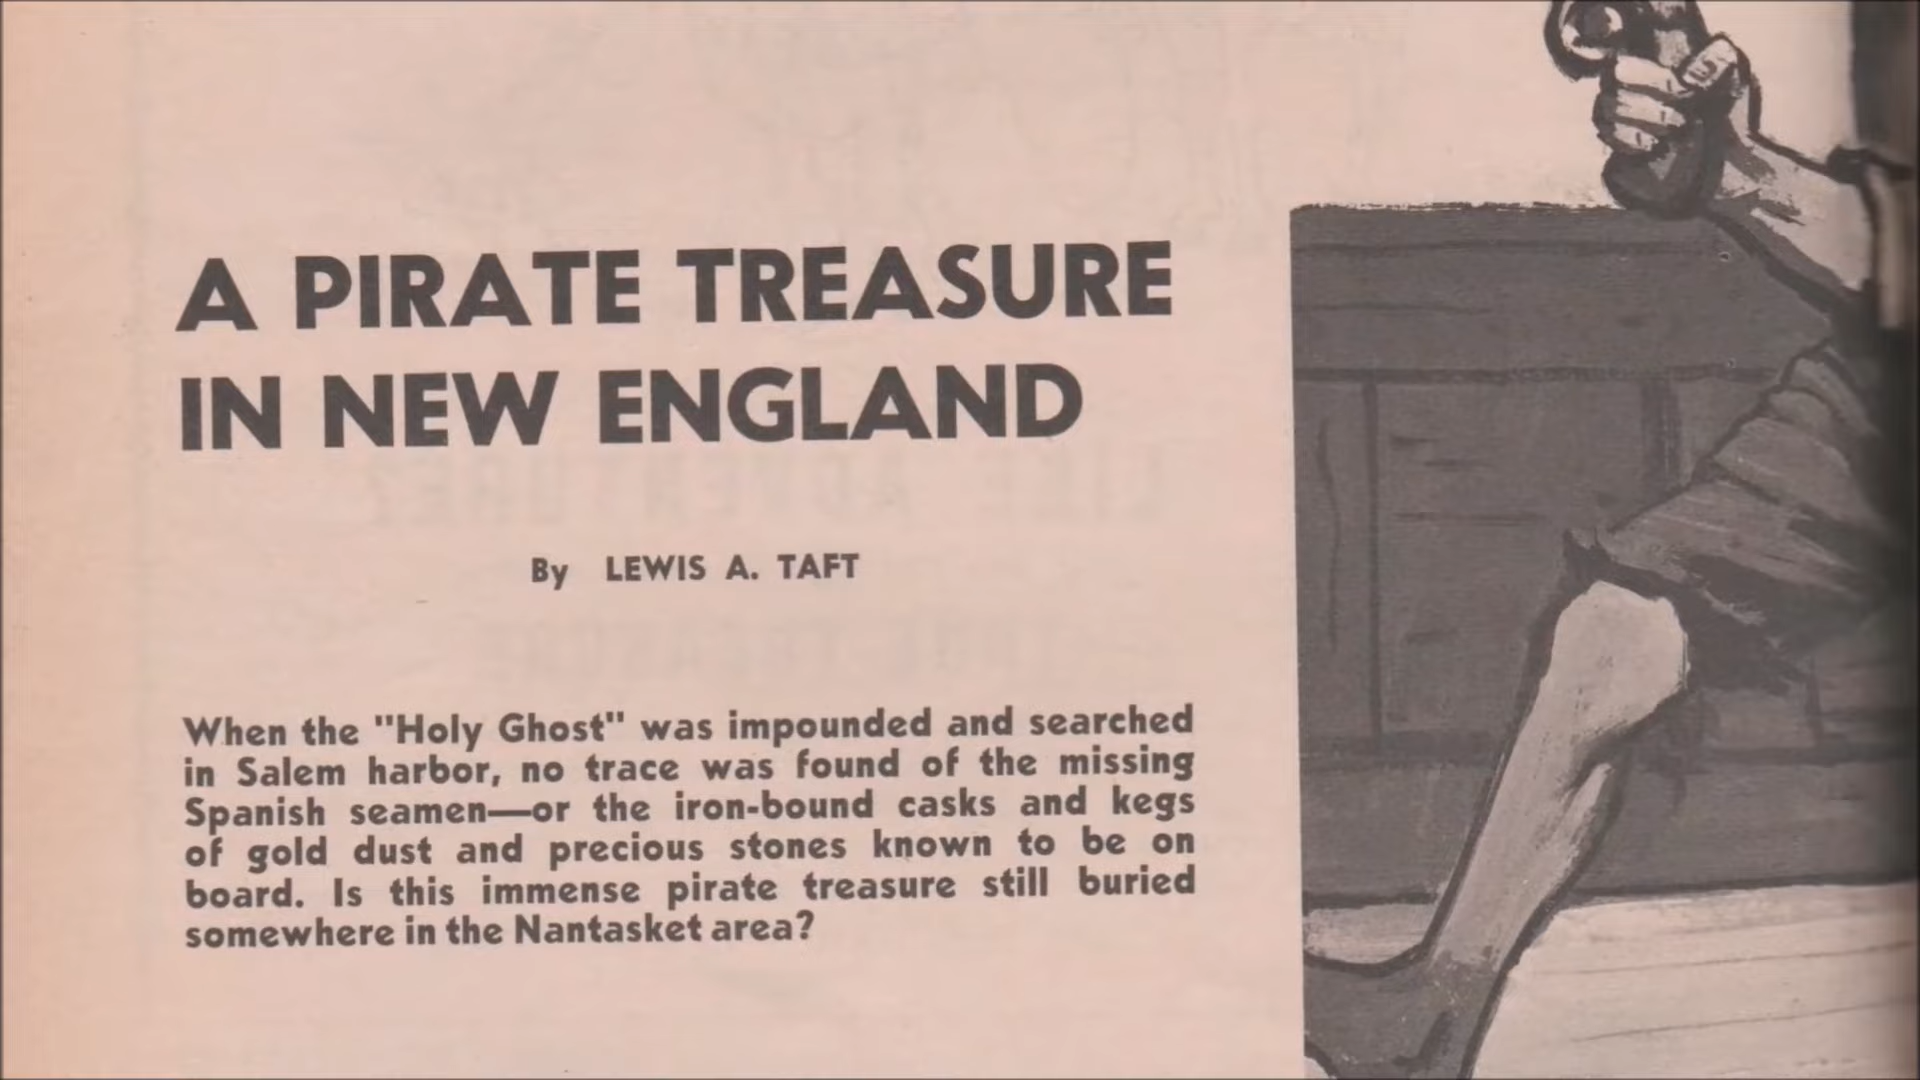 A PIRATE TREASURE
IN NEW ENGLAND
By LEWIS A. TAFT
When the "Holy Ghost" was impounded and searched
in Salem harbor, no trace was found of the missing
Spanish seamen—or the iron-bound casks and kegs
of gold dust and precious stones known to be on
board. Is this immense pirate treasure still buried
somewhere in the Nantasket area?